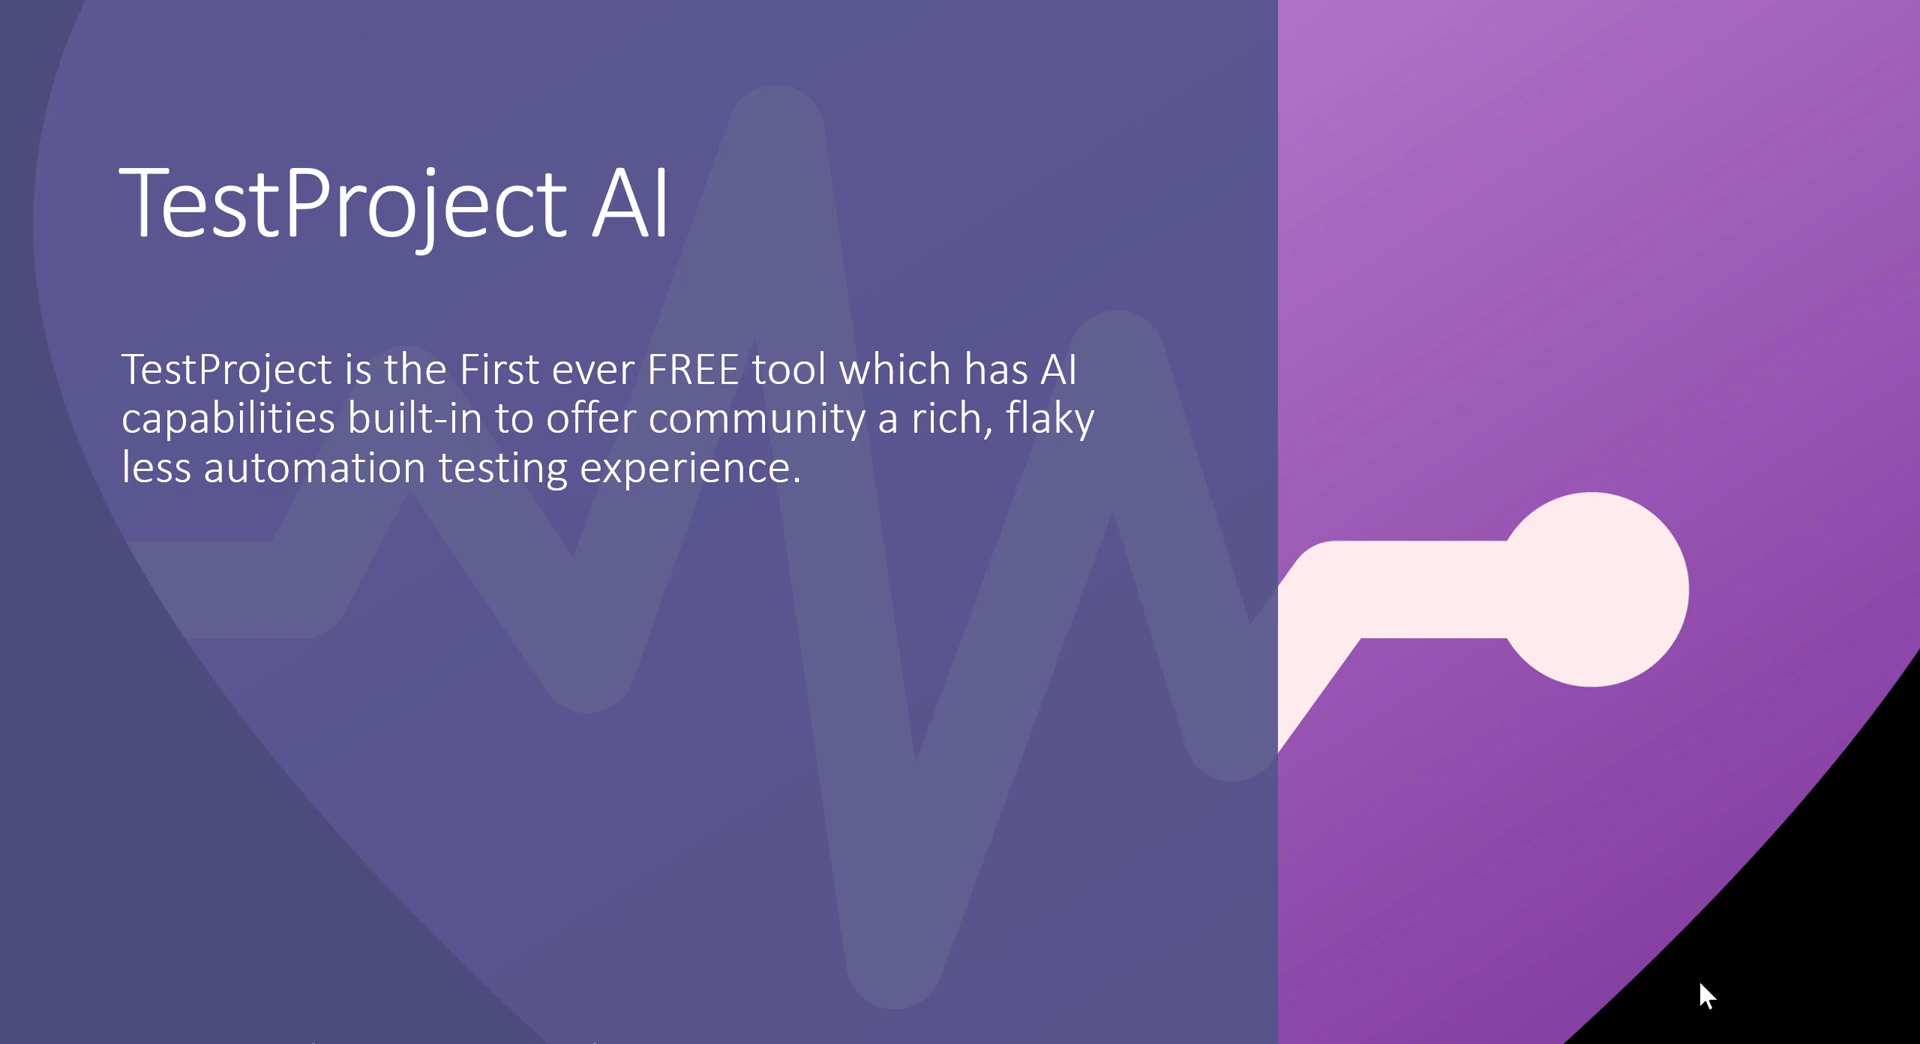 TestProject AI
TestProject is the First ever FREE tool which has AI
capabilities built-in to offer community a rich, flaky
less automation testing experience.